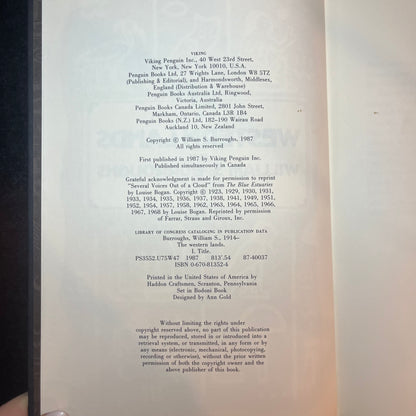 VIKING
Viking Penguin Inc., 40 West 23rd Street,
New York, New York 10010, U.S.A.
Penguin Books Ltd, 27 Wrights Lane, London W8 5TZ
(Publishing & Editorial), and Harmondsworth, Middlesex,
England (Distribution & Warehouse)
Penguin Books Australia Ltd, Ringwood,
Victoria, Australia
Penguin Books Canada Limited, 2801 John Street,
Markham, Ontario, Canada L3R 1B4
Penguin Books (N.Z.) Ltd, 182–190 Wairau Road
Auckland 10, New Zealand
Copyright © William S. Burroughs, 1987
All rights reserved
First published in 1987 by Viking Penguin Inc.
Published simultaneously in Canada
Grateful acknowledgment is made for permission to reprint
"Several Voices Out of a Cloud" from The Blue Estuaries
by Louise Bogan. Copyright © 1923, 1929, 1930, 1931,
1933, 1934, 1935, 1936, 1937, 1938, 1941, 1949, 1951,
1952, 1954, 1957, 1958, 1962, 1963, 1964, 1965, 1966,
1967, 1968 by Louise Bogan. Reprinted by permission
of Farrar, Straus and Giroux, Inc.
LIBRARY OF CONGRESS CATALOGING IN PUBLICATION DATA
Burroughs, William S., 1914–
The western lands.
I. Title.
PS3552.U75W47 1987 813'.54 87-40037
ISBN 0-670-81352-4
Printed in the United States of America by
Haddon Craftsmen, Scranton, Pennsylvania
Set in Bodoni Book
Designed by Ann Gold
Without limiting the rights under
copyright reserved above, no part of this publication
may be reproduced, stored in or introduced into a
retrieval system, or transmitted, in any form or by
any means (electronic, mechanical, photocopying,
recording or otherwise), without the prior written
permission of both the copyright owner and the
above publisher of this book.